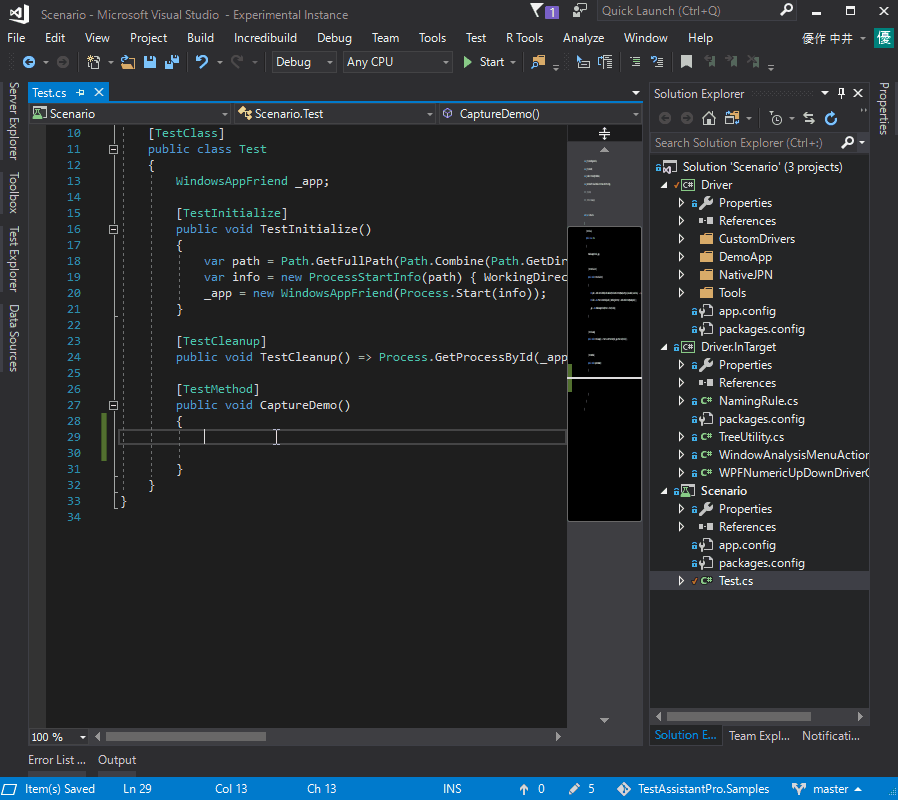 Scenario - Microsoft Visual Studio - Experimental Instance
1
Quick Launch (Ctrl+Q)
File Edit View Project Build Incredibuild Debug Team Tools Test R Tools Analyze Window Help 優作 中井 優
Debug Any CPU Start
Server Explorer
Toolbox
Test Explorer
Data Sources
Test.cs
Scenario Scenario.Test CaptureDemo()
10 [TestClass]
11 public class Test
12 {
13 WindowsAppFriend _app;
14
15 [TestInitialize]
16 public void TestInitialize()
17 {
18 var path = Path.GetFullPath(Path.Combine(Path.GetDir
19 var info = new ProcessStartInfo(path) { WorkingDirec
20 _app = new WindowsAppFriend(Process.Start(info));
21 }
22
23 [TestCleanup]
24 public void TestCleanup() => Process.GetProcessById(_app
25
26 [TestMethod]
27 public void CaptureDemo()
28 {
29
30
31 }
32 }
33 }
34
100 %
Solution Explorer
Search Solution Explorer (Ctrl+:)
Solution 'Scenario' (3 projects)
C# Driver
Properties
References
CustomDrivers
DemoApp
NativeJPN
Tools
app.config
packages.config
C# Driver.InTarget
Properties
References
C# NamingRule.cs
packages.config
C# TreeUtility.cs
C# WindowAnalysisMenuAction
C# WPFNumericUpDownDriverG
Scenario
Properties
References
app.config
packages.config
C# Test.cs
Solution E... Team Expl... Notificati...
Properties
Error List ... Output
Item(s) Saved Ln 29 Col 13 Ch 13 INS 0 5 TestAssistantPro.Samples master